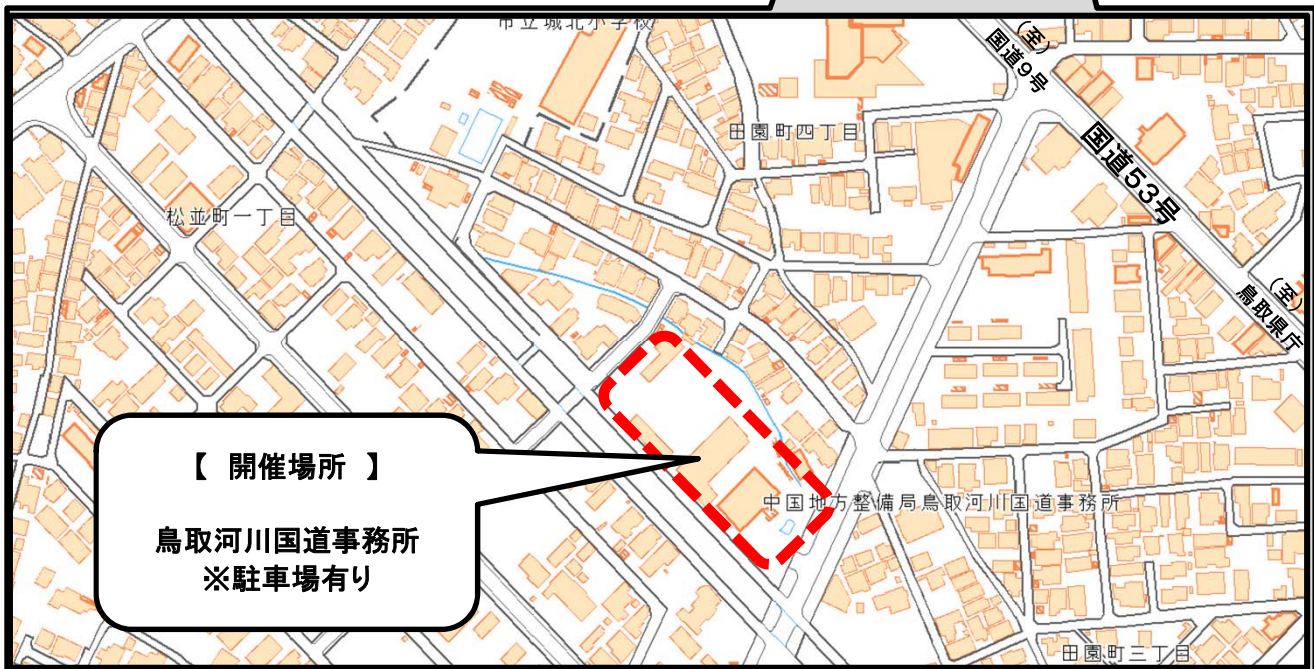 市立城北小学校
(至)
国道9号
田園町四丁目
国道53号
松並町一丁目
(至)
鳥取県庁
【 開催場所 】
鳥取河川国道事務所
※駐車場有り
中国地方整備局鳥取河川国道事務所
田園町三丁目